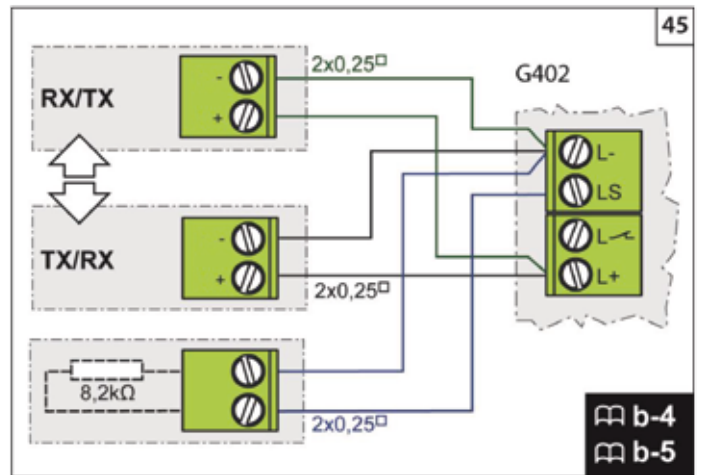 45
2x0,25□
G402
RX/TX
-
+
L-
LS
L
L+
TX/RX
-
+
2x0,25□
8,2kΩ
2x0,25□
b-4
b-5